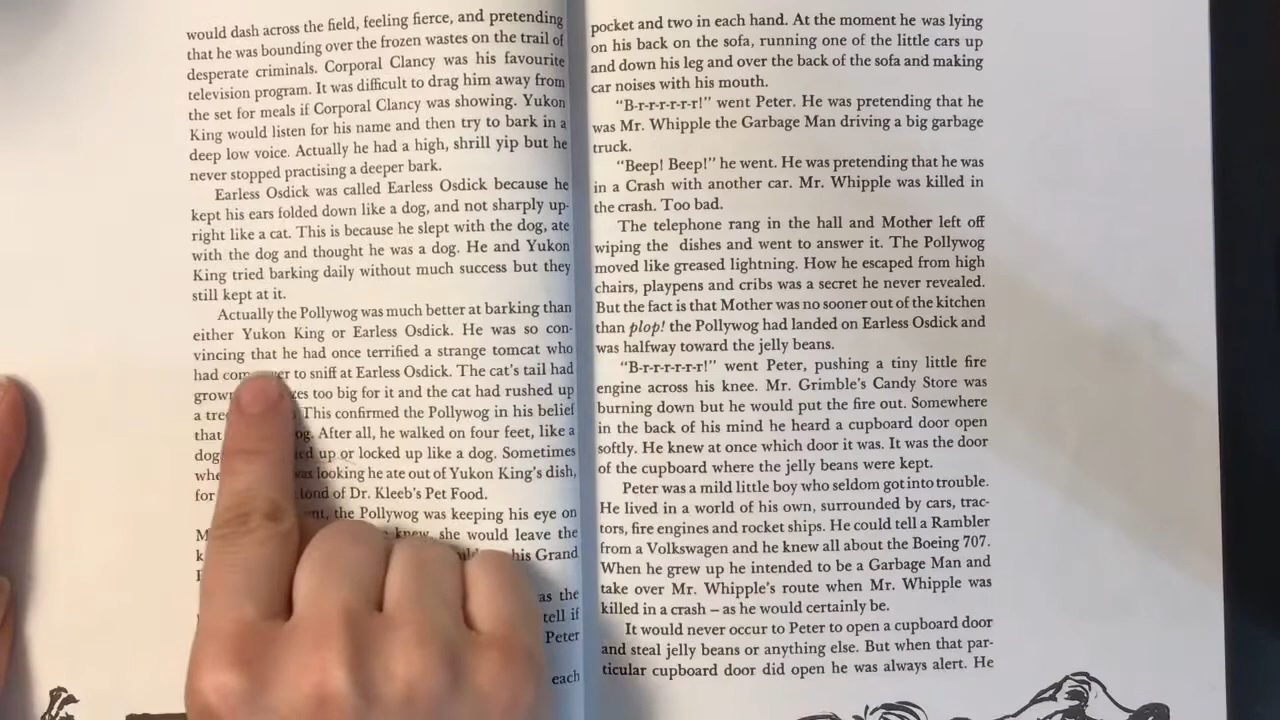 would dash across the field, feeling fierce, and pretending
that he was bounding over the frozen wastes on the trail of
desperate criminals. Corporal Clancy was his favourite
television program. It was difficult to drag him away from
the set for meals if Corporal Clancy was showing. Yukon
King would listen for his name and then try to bark in a
deep low voice. Actually he had a high, shrill yip but he
never stopped practising a deeper bark.
Earless Osdick was called Earless Osdick because he
kept his ears folded down like a dog, and not sharply up-
right like a cat. This is because he slept with the dog, ate
with the dog and thought he was a dog. He and Yukon
King tried barking daily without much success but they
still kept at it.
Actually the Pollywog was much better at barking than
either Yukon King or Earless Osdick. He was so con-
vincing that he had once terrified a strange tomcat who
had to sniff at Earless Osdick. The cat's tail had
too big for it and the cat had rushed up
a This confirmed the Pollywog in his belief
that After all, he walked on four feet, like a
up or locked up like a dog. Sometimes
looking he ate out of Yukon King's dish,
for of Dr. Kleeb's Pet Food.
the Pollywog was keeping his eye on
knew, she would leave the
his Grand
as the
tell if
Peter
each
pocket and two in each hand. At the moment he was lying
on his back on the sofa, running one of the little cars up
and down his leg and over the back of the sofa and making
car noises with his mouth.
"B-r-r-r-r-r-r!" went Peter. He was pretending that he
was Mr. Whipple the Garbage Man driving a big garbage
truck.
"Beep! Beep!" he went. He was pretending that he was
in a Crash with another car. Mr. Whipple was killed in
the crash. Too bad.
The telephone rang in the hall and Mother left off
wiping the dishes and went to answer it. The Pollywog
moved like greased lightning. How he escaped from high
chairs, playpens and cribs was a secret he never revealed.
But the fact is that Mother was no sooner out of the kitchen
than plop! the Pollywog had landed on Earless Osdick and
was halfway toward the jelly beans.
"B-r-r-r-r-r-r!" went Peter, pushing a tiny little fire
engine across his knee. Mr. Grimble's Candy Store was
burning down but he would put the fire out. Somewhere
in the back of his mind he heard a cupboard door open
softly. He knew at once which door it was. It was the door
of the cupboard where the jelly beans were kept.
Peter was a mild little boy who seldom got into trouble.
He lived in a world of his own, surrounded by cars, trac-
tors, fire engines and rocket ships. He could tell a Rambler
from a Volkswagen and he knew all about the Boeing 707.
When he grew up he intended to be a Garbage Man and
take over Mr. Whipple's route when Mr. Whipple was
killed in a crash – as he would certainly be.
It would never occur to Peter to open a cupboard door
and steal jelly beans or anything else. But when that par-
ticular cupboard door did open he was always alert. He